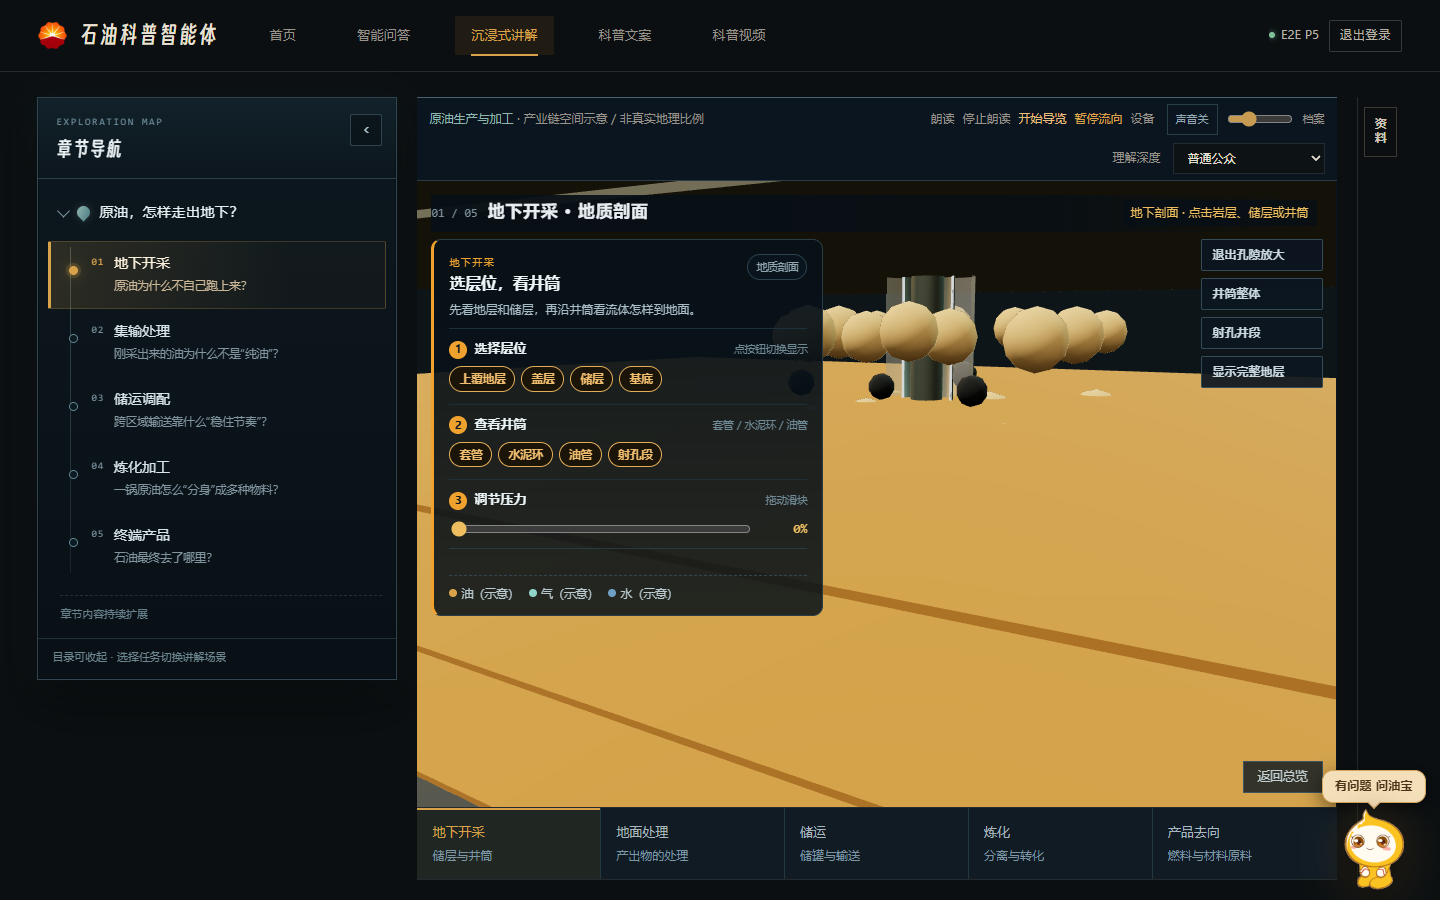 石油科普智能体
首页
智能问答
沉浸式讲解
科普文案
科普视频
E2E P5
退出登录
EXPLORATION MAP
章节导航
‹
原油，怎样走出地下？
01 地下开采
原油为什么不自己跑上来？
02 集输处理
刚采出来的油为什么不是“纯油”？
03 储运调配
跨区域输送靠什么“稳住节奏”？
04 炼化加工
一锅原油怎么“分身”成多种物料？
05 终端产品
石油最终去了哪里？
章节内容持续扩展
目录可收起 · 选择任务切换讲解场景
原油生产与加工 · 产业链空间示意 / 非真实地理比例
朗读 停止朗读 开始导览 暂停流向 设备 声音关 档案
理解深度 普通公众
01 / 05 地下开采 • 地质剖面
地下剖面 · 点击岩层、储层或井筒
地下开采
选层位，看井筒
地质剖面
先看地层和储层，再沿井筒看流体怎样到地面。
1 选择层位 点按钮切换显示
上覆地层 盖层 储层 基底
2 查看井筒 套管 / 水泥环 / 油管
套管 水泥环 油管 射孔段
3 调节压力 拖动滑块
0%
油（示意） 气（示意） 水（示意）
退出孔隙放大
井筒整体
射孔井段
显示完整地层
返回总览
地下开采
储层与井筒
地面处理
产出物的处理
储运
储罐与输送
炼化
分离与转化
产品去向
燃料与材料原料
资料
有问题 问油宝